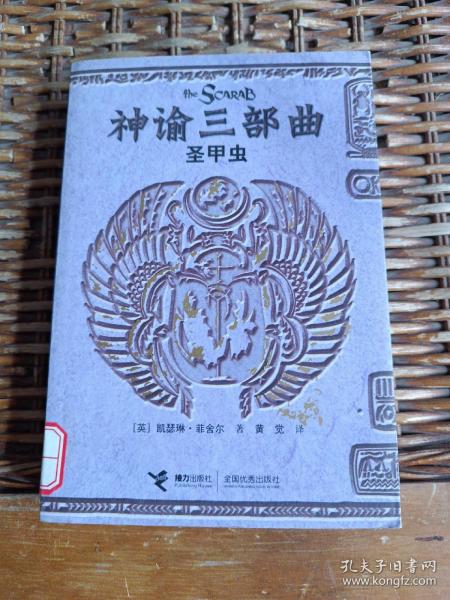 the SCARAB
神谕三部曲
圣甲虫
[英] 凯瑟琳·菲舍尔 著 黄觉 译
接力出版社
Publishing House
全国优秀出版社
孔夫子旧书网
www.kongfz.com